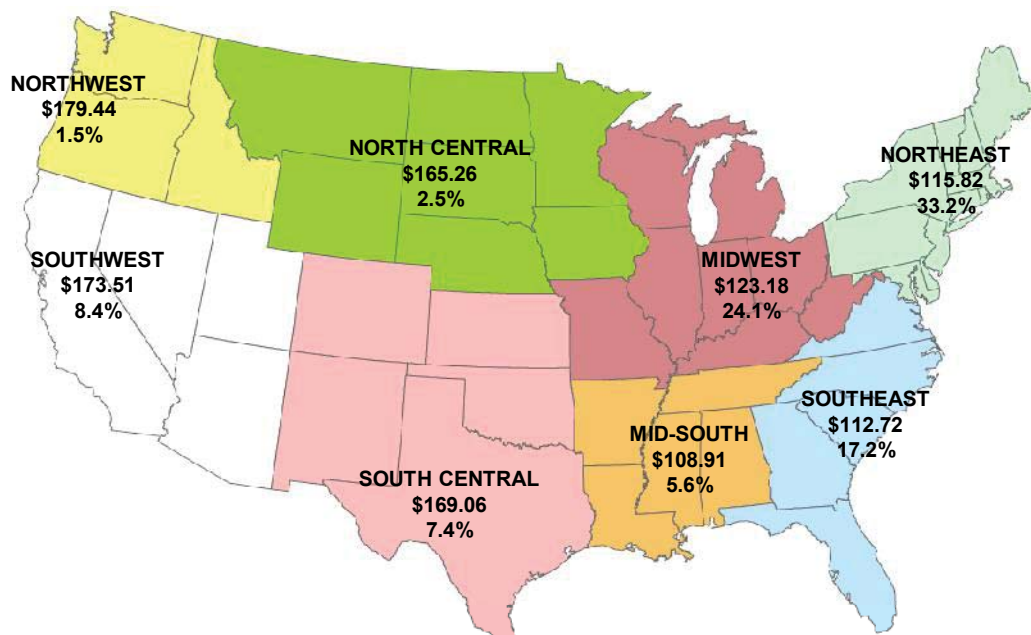 NORTHWEST
$179.44
1.5%
NORTH CENTRAL
$165.26
2.5%
NORTHEAST
$115.82
33.2%
SOUTHWEST
$173.51
8.4%
MIDWEST
$123.18
24.1%
SOUTHEAST
$112.72
17.2%
MID-SOUTH
$108.91
5.6%
SOUTH CENTRAL
$169.06
7.4%